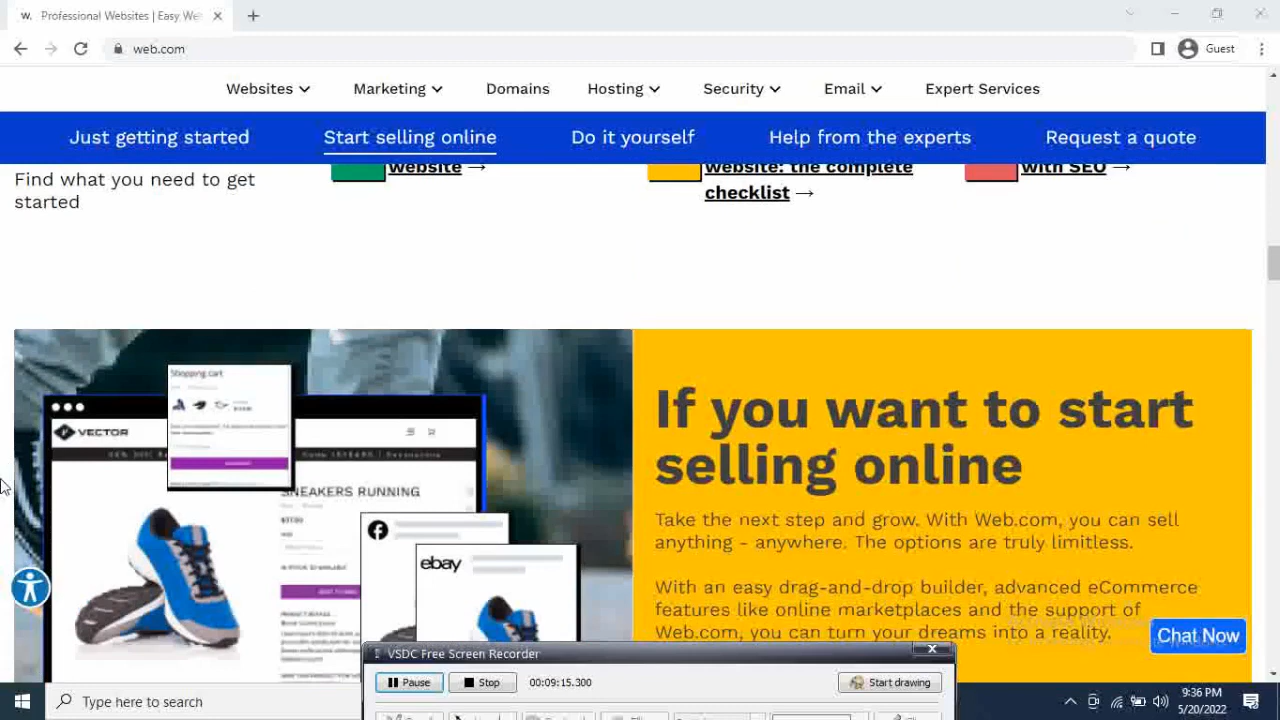 w. Professional Websites | Easy We
web.com
Guest
Websites
Marketing
Domains
Hosting
Security
Email
Expert Services
Just getting started
Start selling online
Do it yourself
Help from the experts
Request a quote
Find what you need to get
started
website →
website: the complete
checklist →
with SEO →
Shopping cart
VECTOR
SNEAKERS RUNNING
ebay
If you want to start
selling online
Take the next step and grow. With Web.com, you can sell
anything - anywhere. The options are truly limitless.
With an easy drag-and-drop builder, advanced eCommerce
features like online marketplaces and the support of
Web.com, you can turn your dreams into a reality.
Chat Now
VSDC Free Screen Recorder
Pause
Stop
00:09:15.300
Start drawing
Type here to search
9:36 PM
5/20/2022